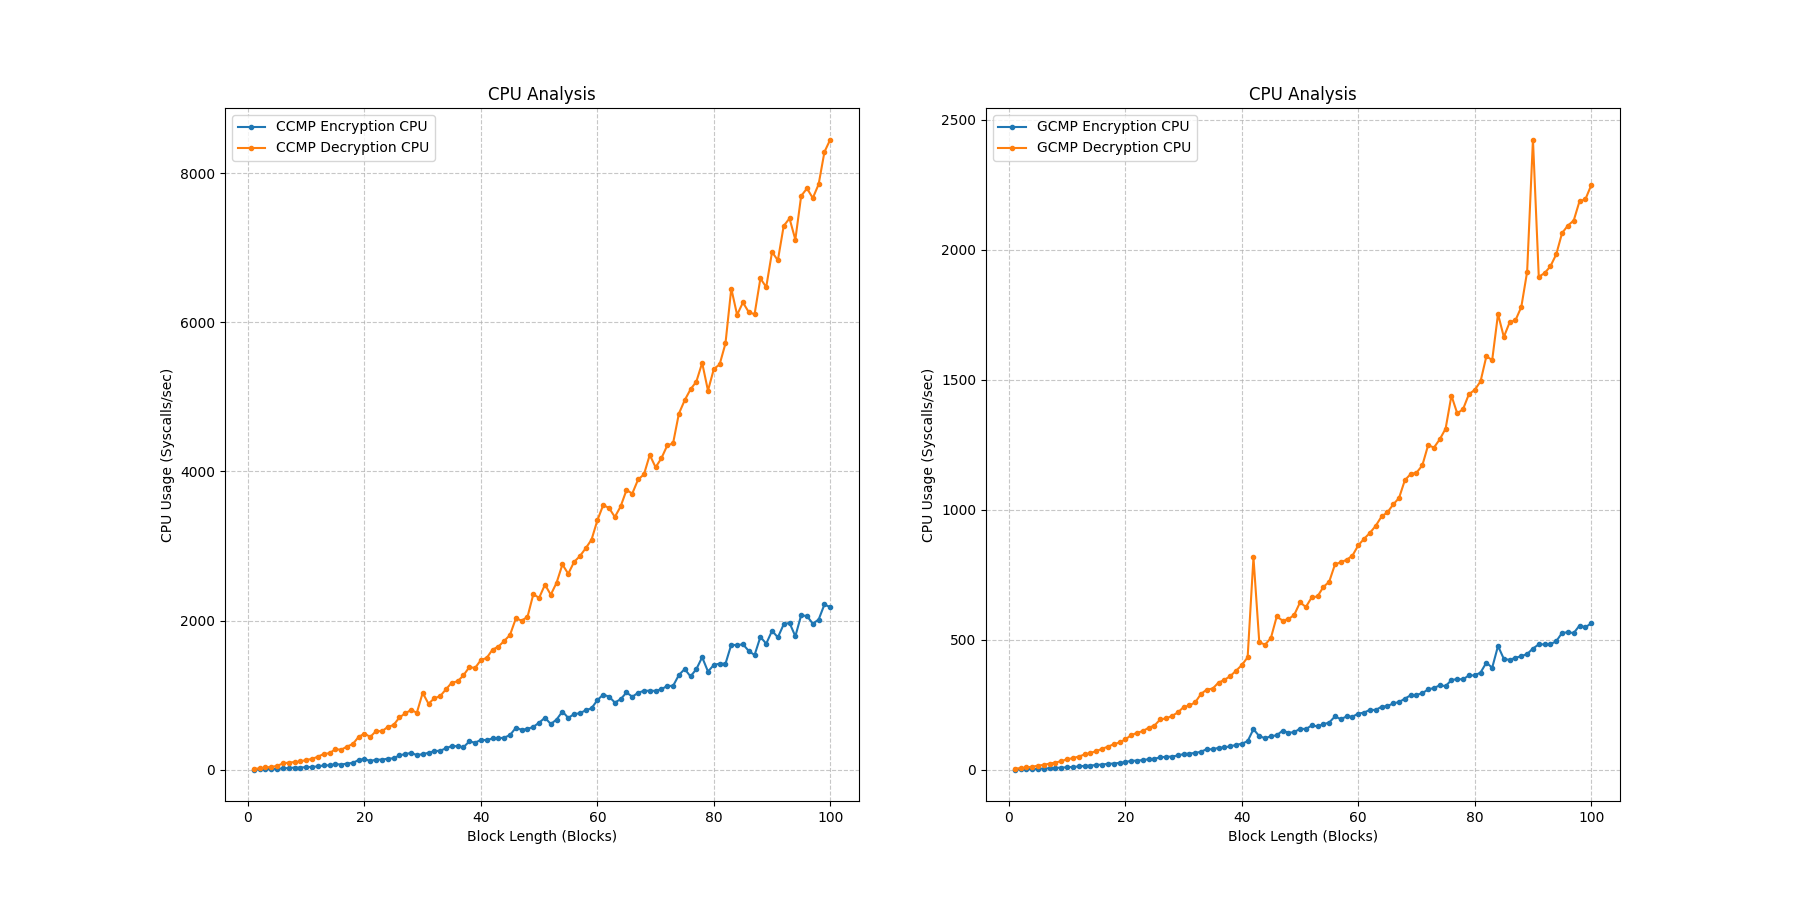 CPU Analysis
CCMP Encryption CPU
CCMP Decryption CPU
8000
6000
4000
2000
0
CPU Usage (Syscalls/sec)
0 20 40 60 80 100
Block Length (Blocks)
CPU Analysis
GCMP Encryption CPU
GCMP Decryption CPU
2500
2000
1500
1000
500
0
CPU Usage (Syscalls/sec)
0 20 40 60 80 100
Block Length (Blocks)